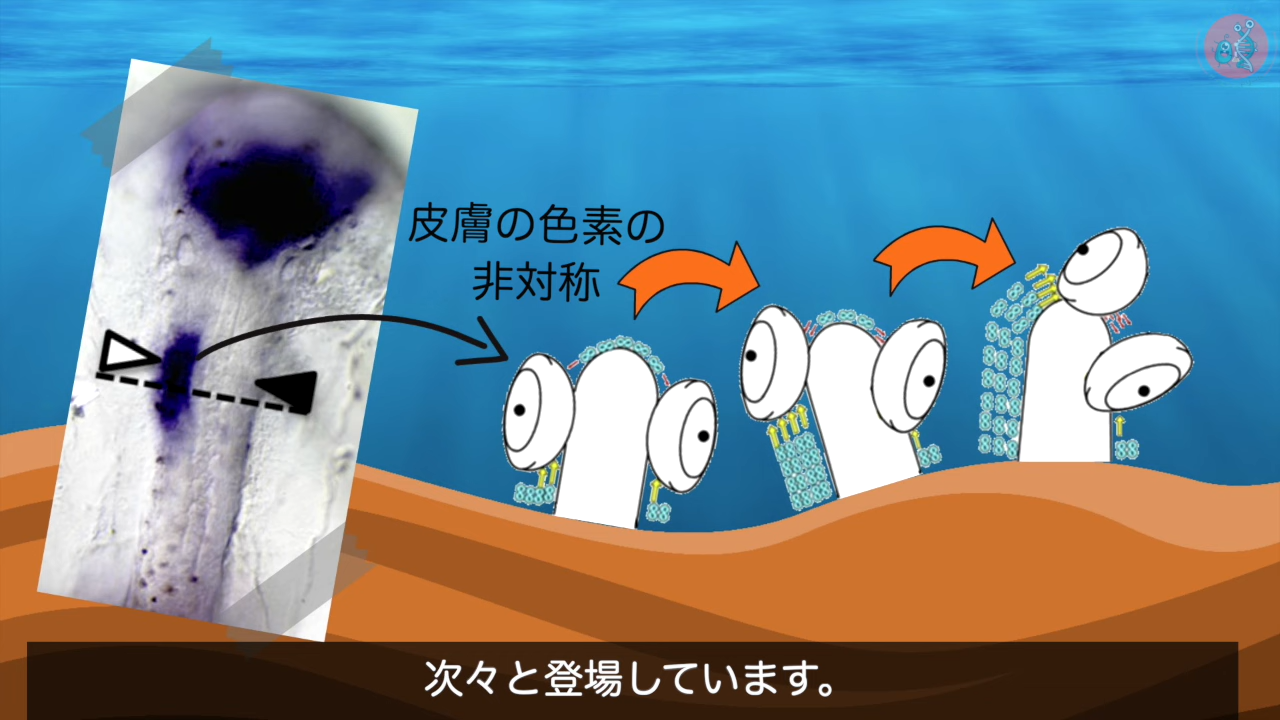 皮膚の色素の
非対称
次々と登場しています。